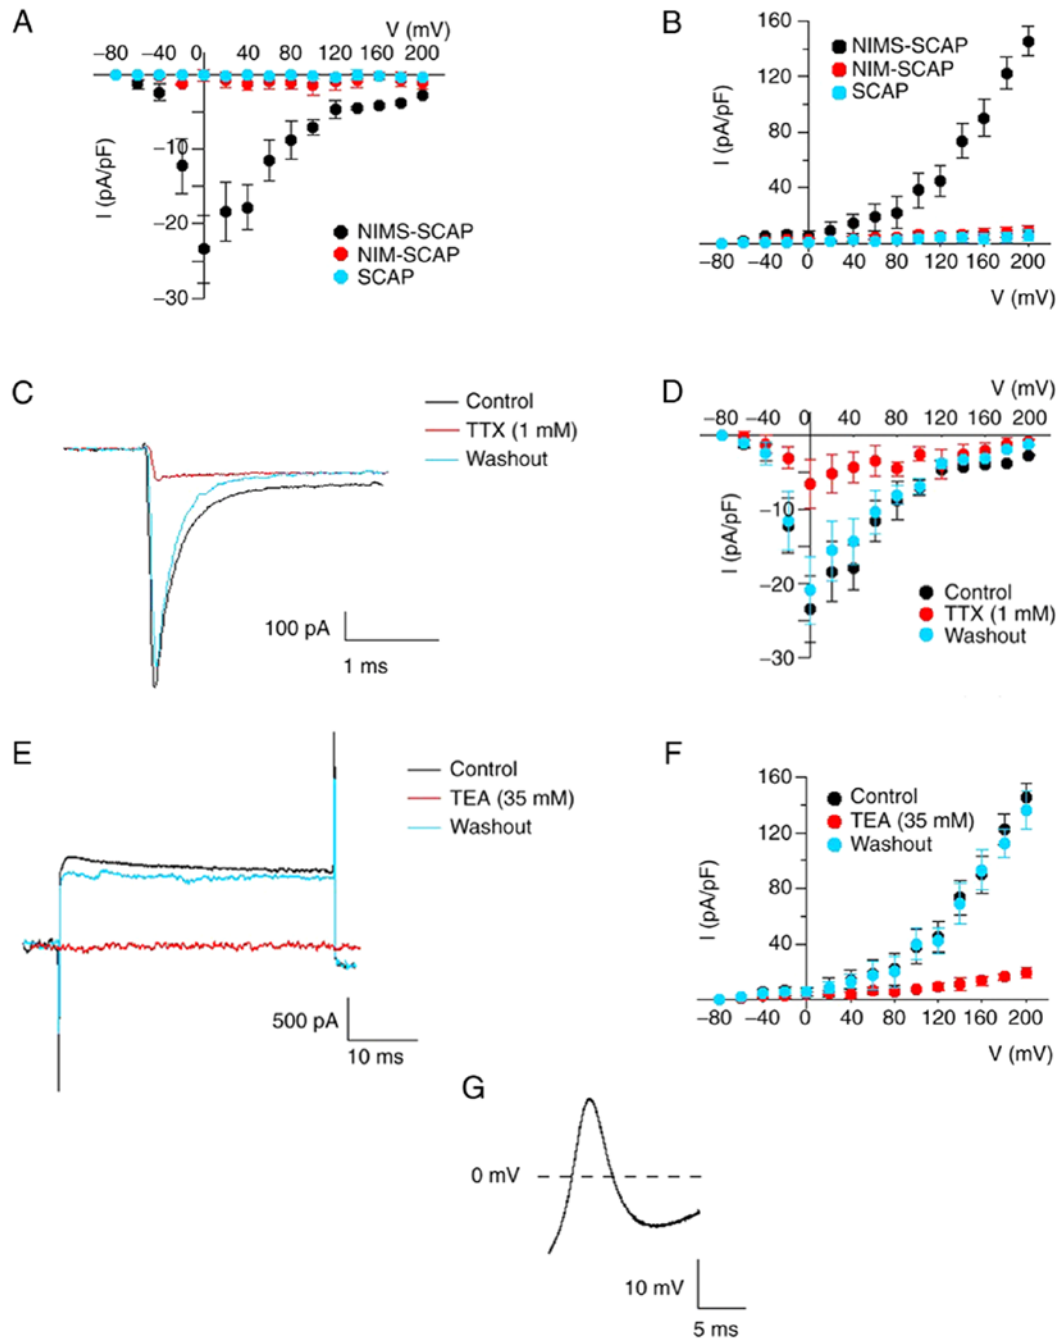 A
V (mV)
−80 −40 0 40 80 120 160 200
−10
−20
−30
I (pA/pF)
NIMS-SCAP
NIM-SCAP
SCAP
B
160
120
80
40
I (pA/pF)
NIMS-SCAP
NIM-SCAP
SCAP
−80 −40 0 40 80 120 160 200
V (mV)
C
Control
TTX (1 mM)
Washout
100 pA
1 ms
D
V (mV)
−80 −40 0 40 80 120 160 200
−10
−20
−30
I (pA/pF)
Control
TTX (1 mM)
Washout
E
Control
TEA (35 mM)
Washout
500 pA
10 ms
F
160
120
80
40
I (pA/pF)
Control
TEA (35 mM)
Washout
−80 −40 0 40 80 120 160 200
V (mV)
G
0 mV
10 mV
5 ms